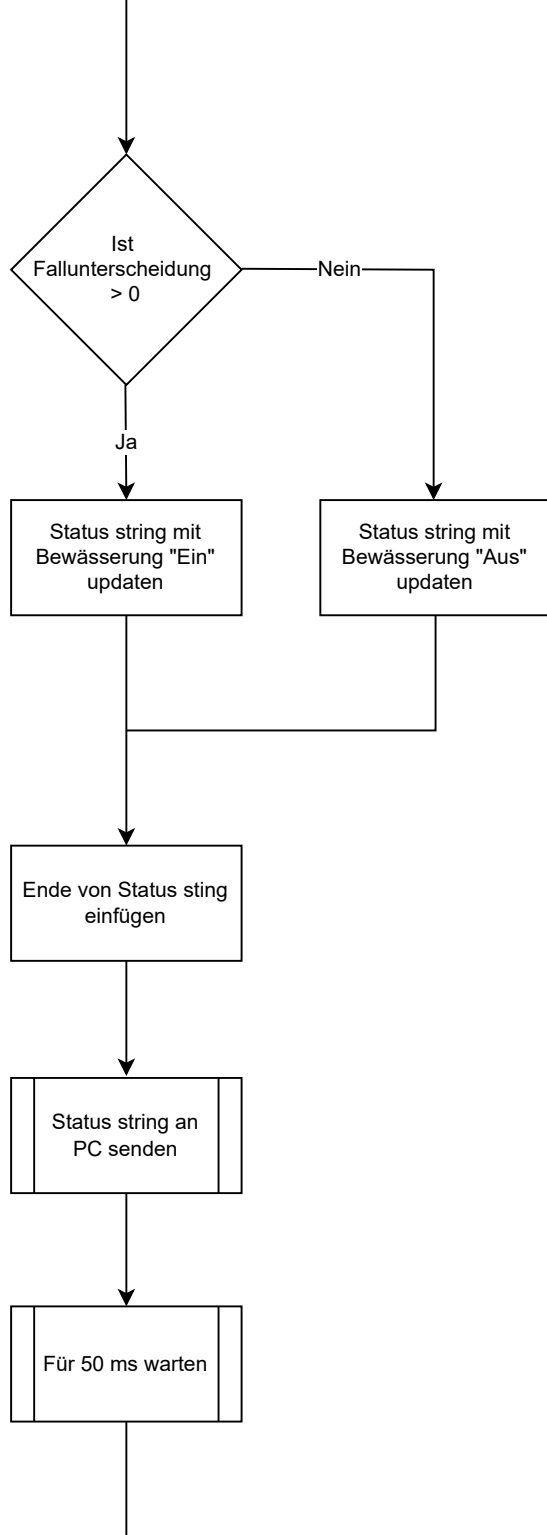 Ist
Fallunterscheidung
> 0
Nein
Ja
Status string mit
Bewässerung "Ein"
updaten
Status string mit
Bewässerung "Aus"
updaten
Ende von Status sting
einfügen
Status string an
PC senden
Für 50 ms warten